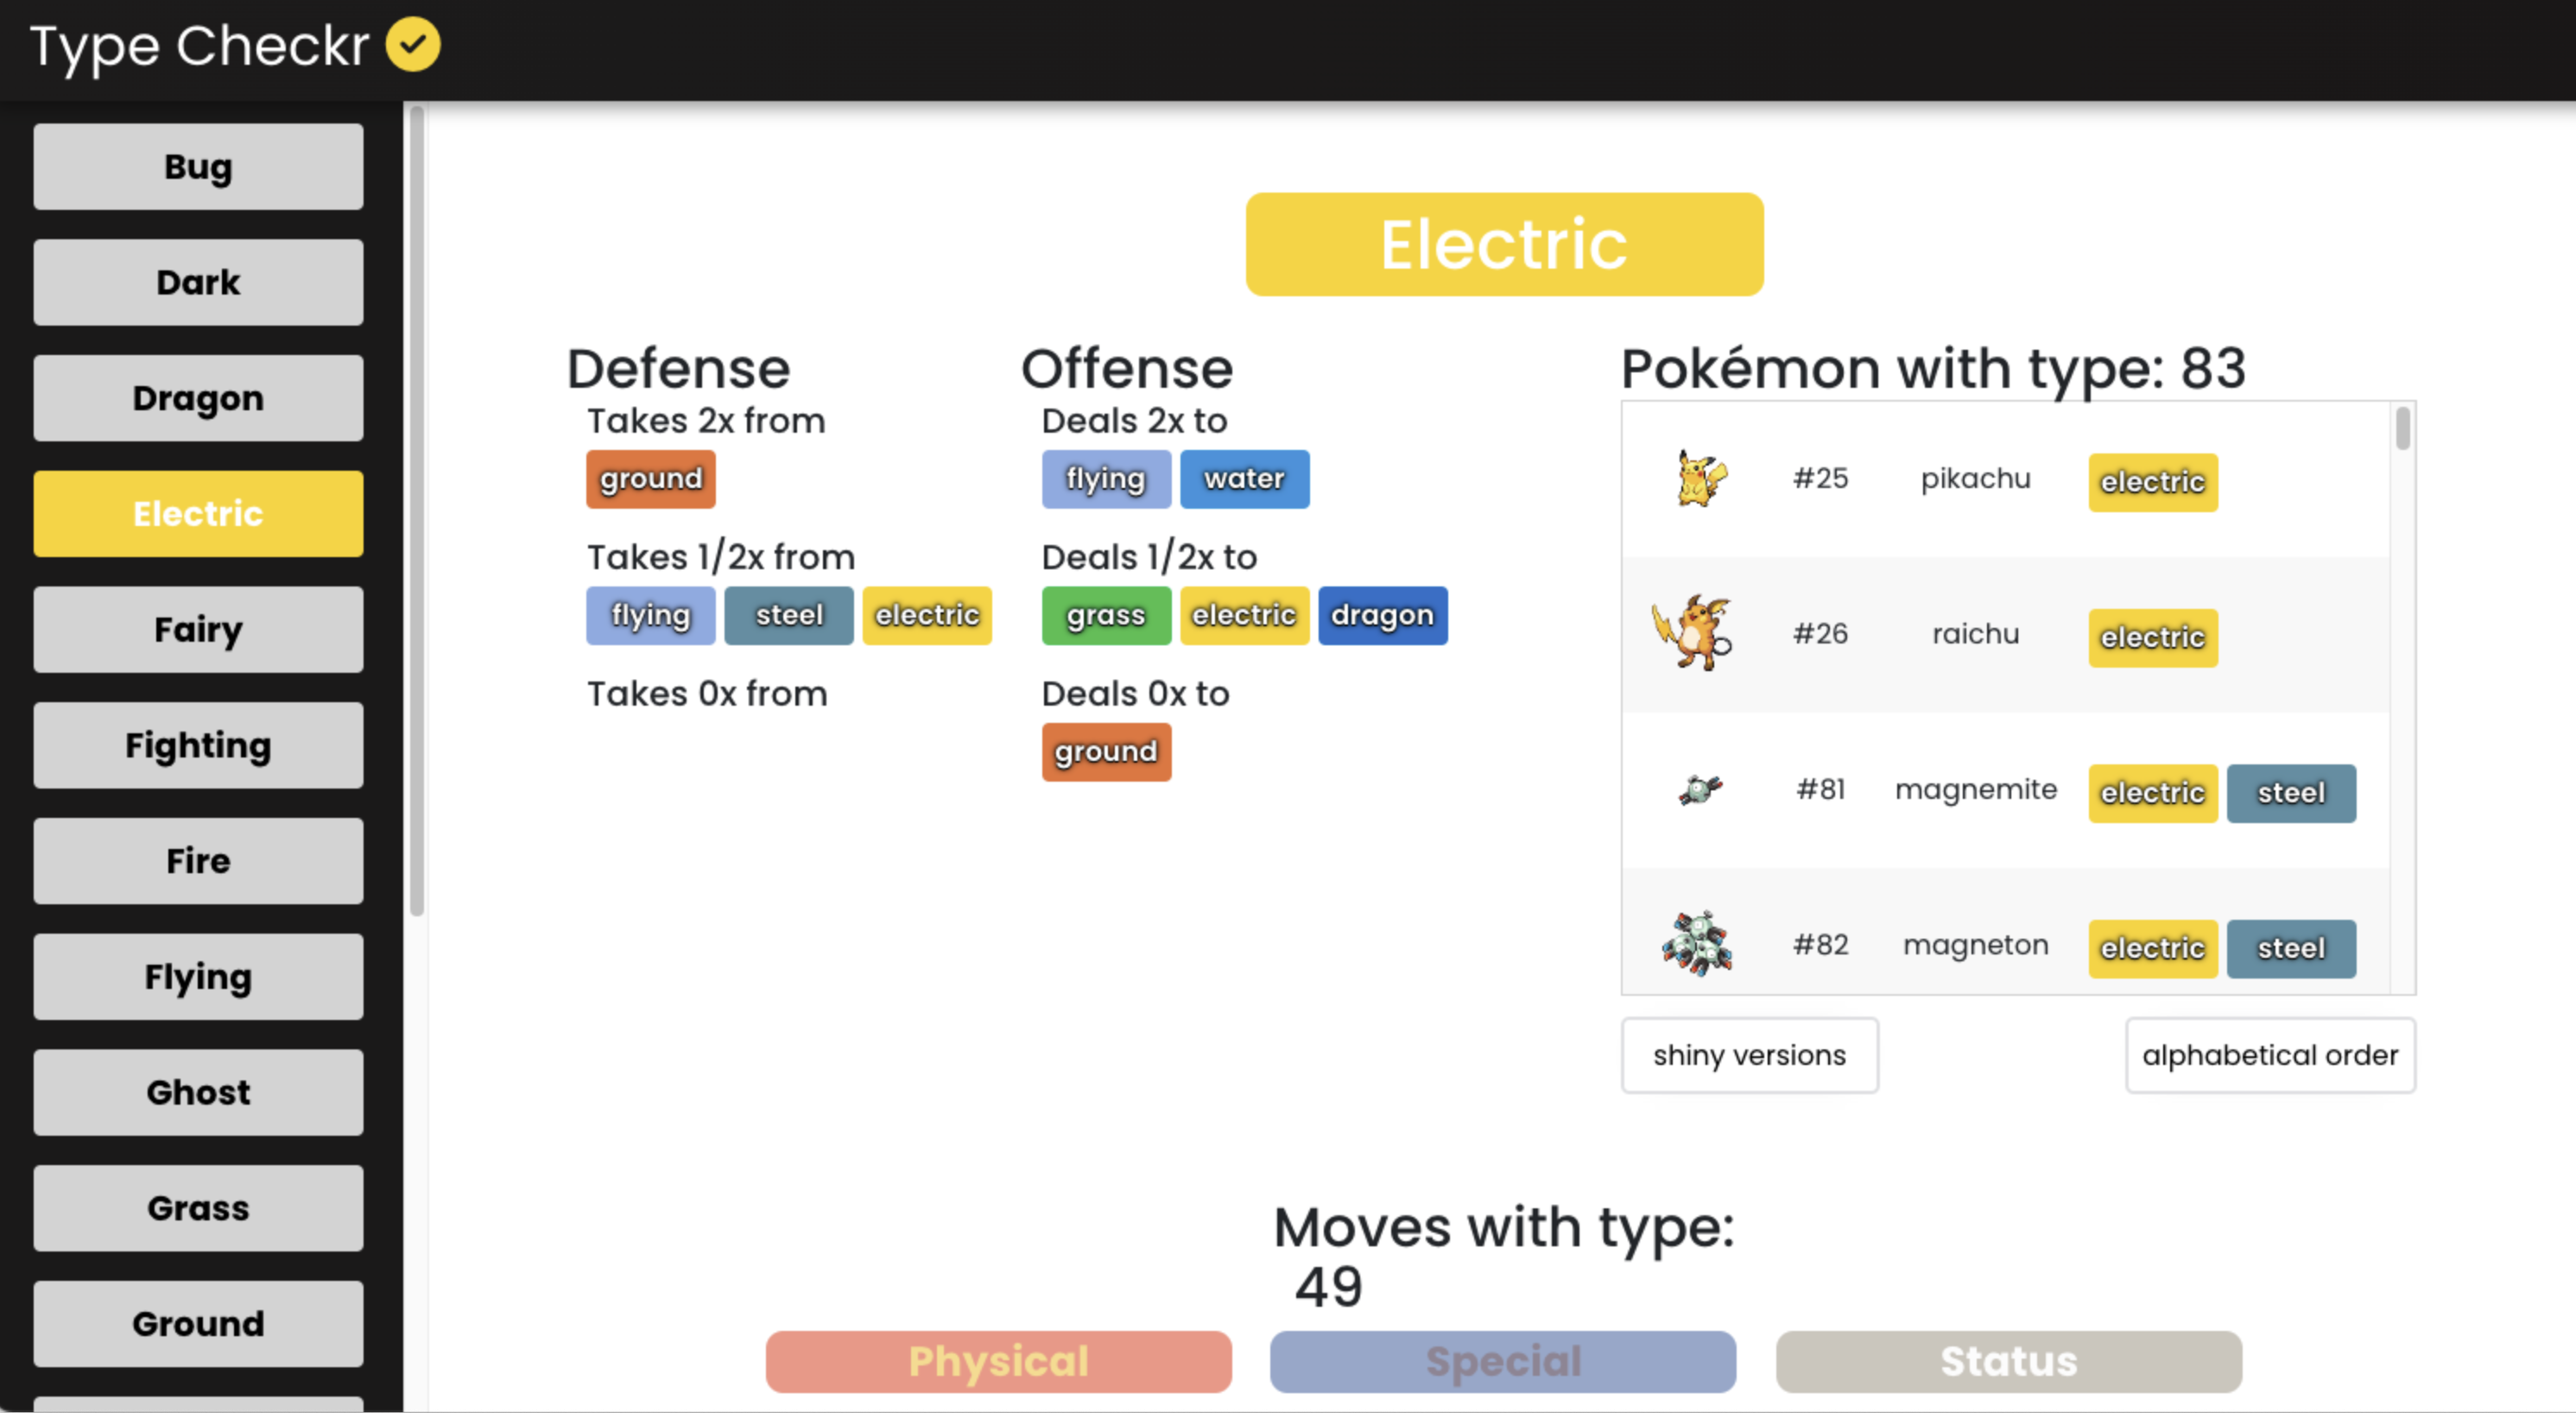 Type Checkr
Bug
Dark
Dragon
Electric
Fairy
Fighting
Fire
Flying
Ghost
Grass
Ground
Electric
Defense
Takes 2x from
ground
Takes 1/2x from
flying steel electric
Takes 0x from
Offense
Deals 2x to
flying water
Deals 1/2x to
grass electric dragon
Deals 0x to
ground
Pokémon with type: 83
#25 pikachu electric
#26 raichu electric
#81 magnemite electric steel
#82 magneton electric steel
shiny versions alphabetical order
Moves with type:
49
Physical Special Status